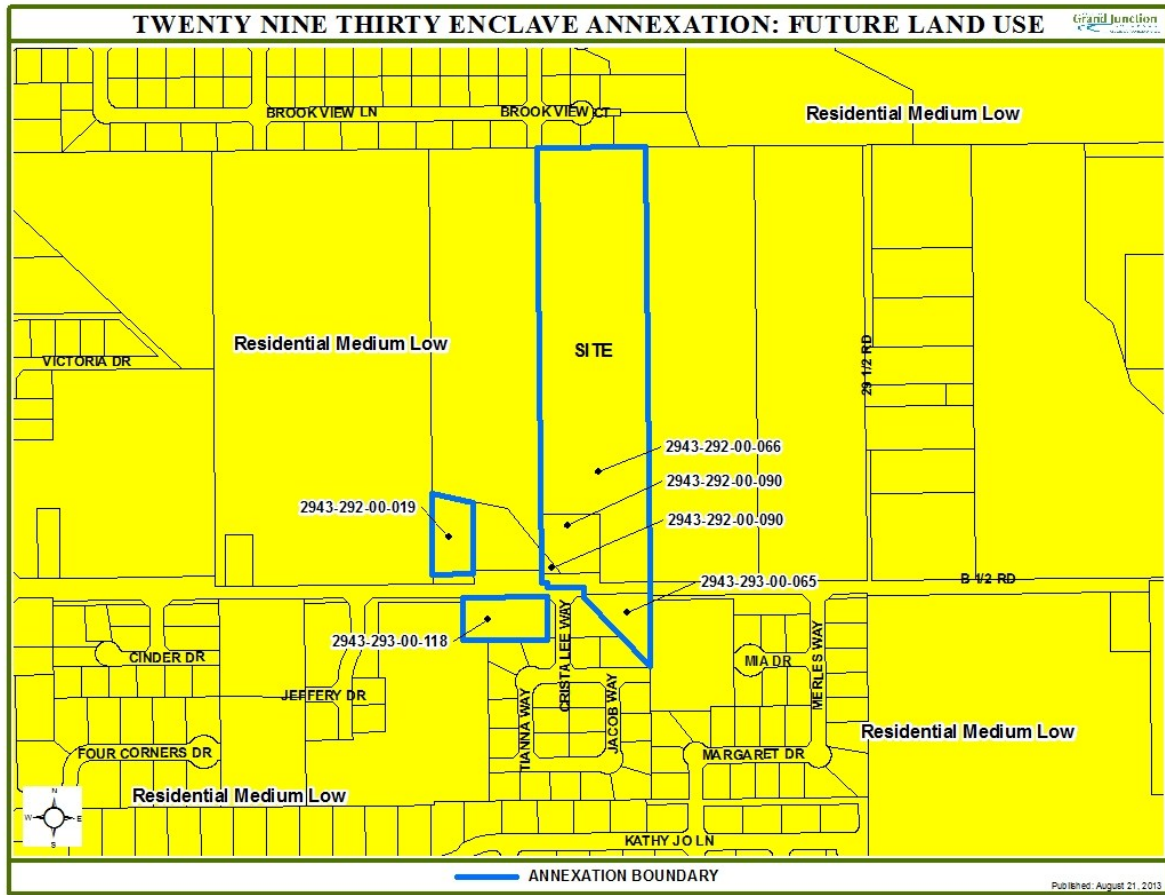 TWENTY NINE THIRTY ENCLAVE ANNEXATION: FUTURE LAND USE
Grand Junction
BROOK VIEW LN
BROOK VIEW CT
Residential Medium Low
Residential Medium Low
SITE
VICTORIA DR
29 1/2 RD
2943-292-00-066
2943-292-00-090
2943-292-00-019
2943-292-00-090
2943-293-00-065
B 1/2 RD
2943-293-00-118
CRISTA LEE WAY
CINDER DR
MIA DR
MERLES WAY
JEFFERY DR
TIANNA WAY
JACOB WAY
Residential Medium Low
FOUR CORNERS DR
MARGARET DR
Residential Medium Low
N
W
E
S
KATHY JO LN
ANNEXATION BOUNDARY
Published: August 21, 2013